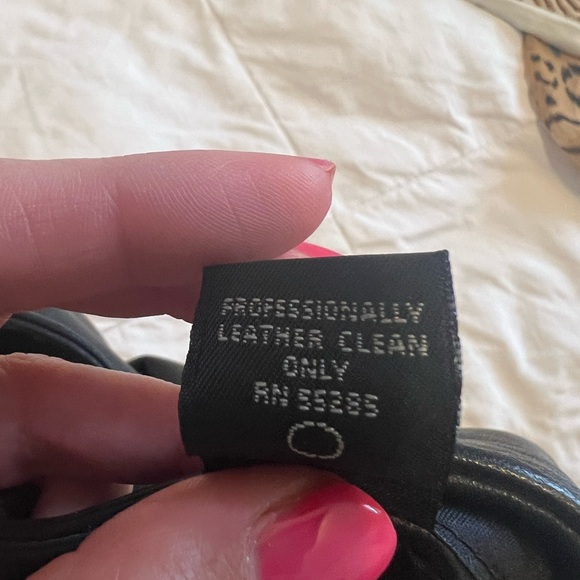 PROFESSIONALLY
LEATHER CLEAN
ONLY
RN 55285